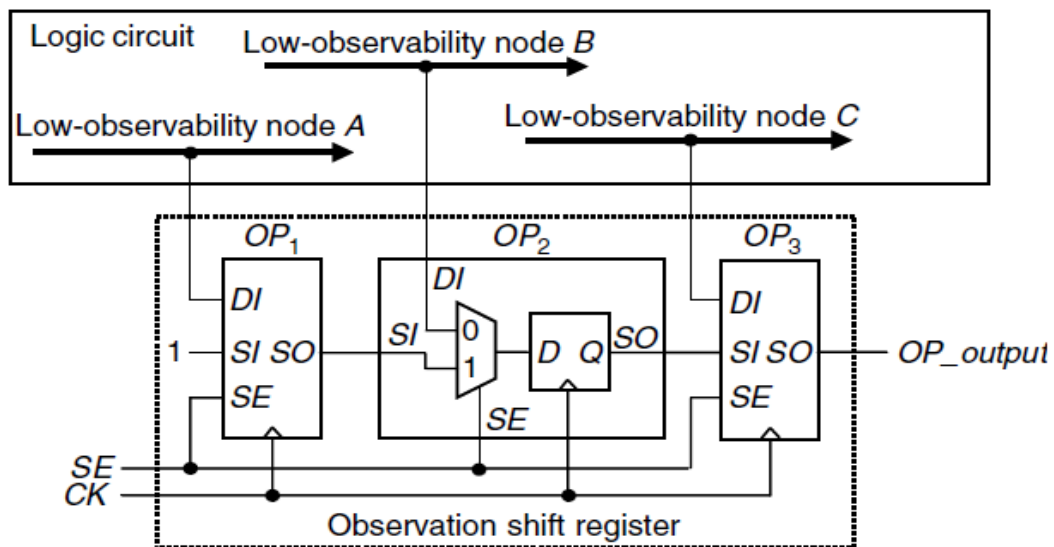 Logic circuit
Low-observability node B
Low-observability node A
Low-observability node C
OP1
OP2
OP3
DI
DI
DI
0
1
SI
SO
D Q
1
SI SO
SI SO
OP_output
SE
SE
SE
SE
CK
Observation shift register